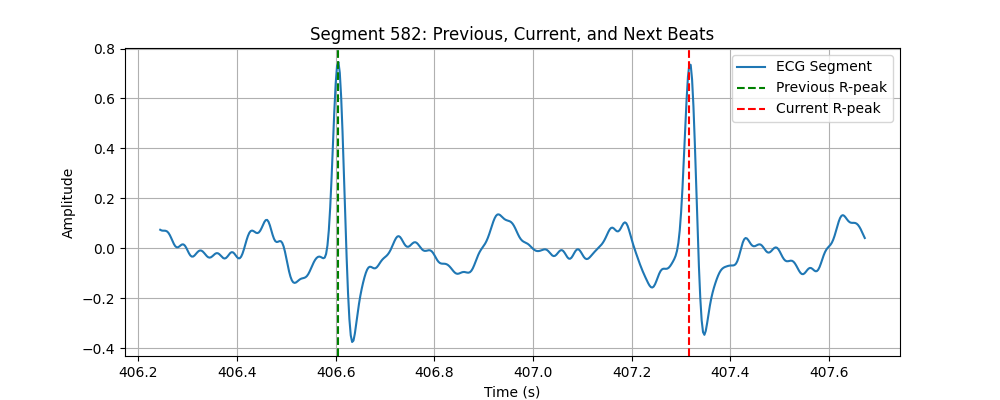 Segment 582: Previous, Current, and Next Beats
0.8
0.6
0.4
0.2
0.0
−0.2
−0.4
Amplitude
ECG Segment
Previous R-peak
Current R-peak
406.2 406.4 406.6 406.8 407.0 407.2 407.4 407.6
Time (s)